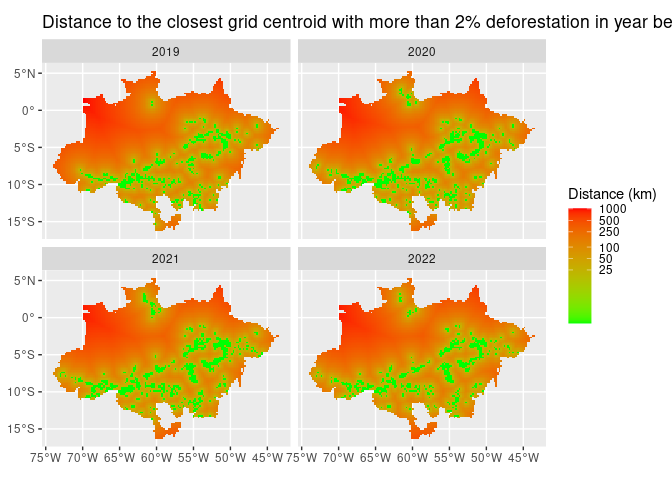 Distance to the closest grid centroid with more than 2% deforestation in year be
2019
2020
5°N
0°
5°S
10°S
15°S
2021
2022
5°N
0°
5°S
10°S
15°S
75°W 70°W 65°W 60°W 55°W 50°W 45°W 75°W 70°W 65°W 60°W 55°W 50°W 45°W
Distance (km)
1000
500
250
100
50
25